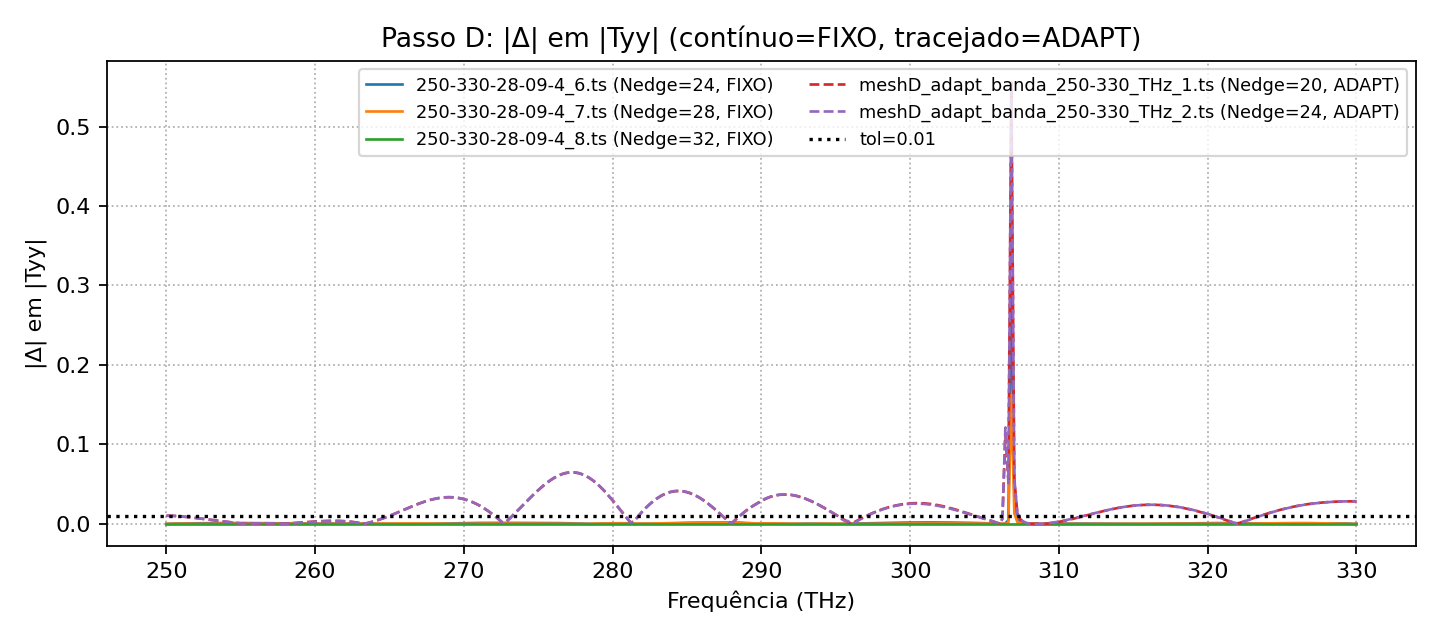 Passo D: |Δ| em |Tyy| (contínuo=FIXO, tracejado=ADAPT)
250-330-28-09-4_6.ts (Nedge=24, FIXO)
250-330-28-09-4_7.ts (Nedge=28, FIXO)
250-330-28-09-4_8.ts (Nedge=32, FIXO)
meshD_adapt_banda_250-330_THz_1.ts (Nedge=20, ADAPT)
meshD_adapt_banda_250-330_THz_2.ts (Nedge=24, ADAPT)
tol=0.01
|Δ| em |Tyy|
0.5
0.4
0.3
0.2
0.1
0.0
250 260 270 280 290 300 310 320 330
Frequência (THz)